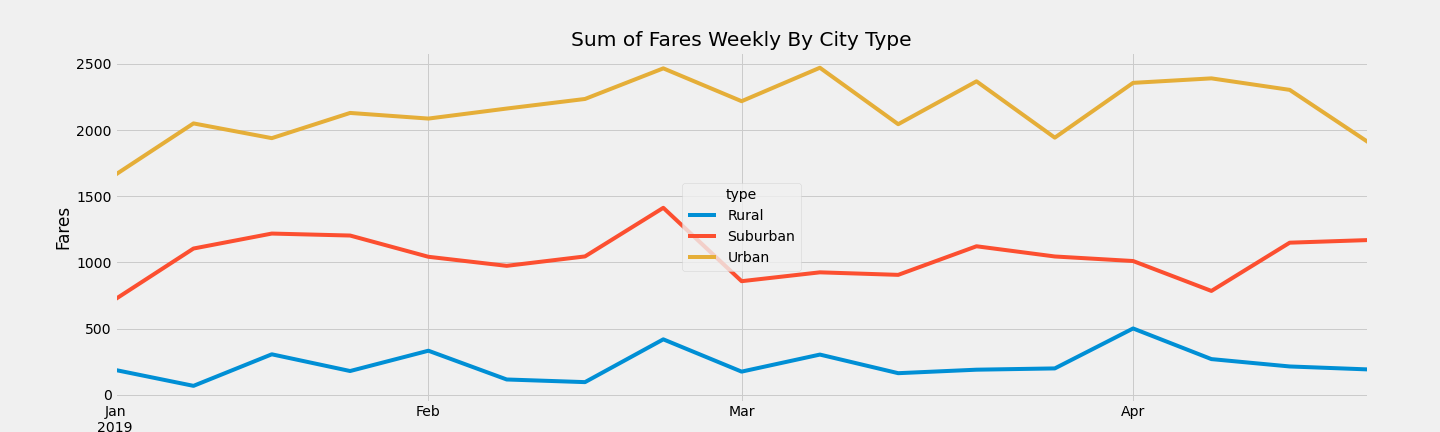 Sum of Fares Weekly By City Type
Fares
2500
2000
1500
1000
500
0
type
Rural
Suburban
Urban
Jan Feb Mar Apr
2019